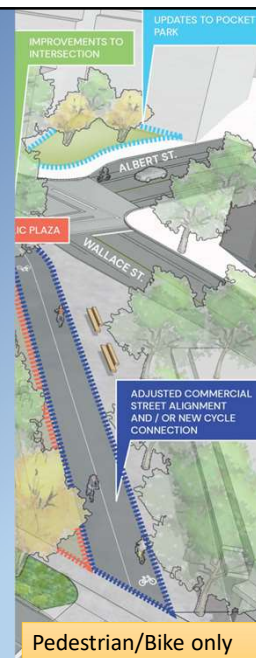 UPDATES TO POCKET
PARK
IMPROVEMENTS TO
INTERSECTION
ALBERT ST.
IC PLAZA
WALLACE ST.
ADJUSTED COMMERCIAL
STREET ALIGNMENT
AND / OR NEW CYCLE
CONNECTION
Pedestrian/Bike only